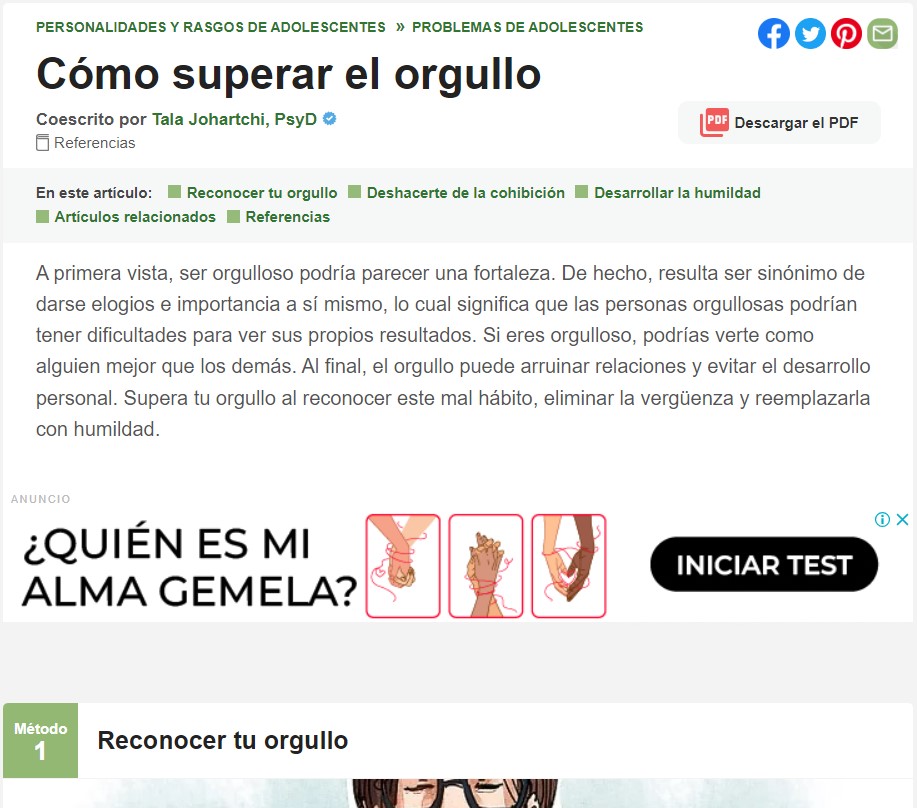 PERSONALIDADES Y RASGOS DE ADOLESCENTES » PROBLEMAS DE ADOLESCENTES
Cómo superar el orgullo
Coescrito por Tala Johartchi, PsyD
Referencias
PDF Descargar el PDF
En este artículo: Reconocer tu orgullo Deshacerte de la cohibición Desarrollar la humildad
Artículos relacionados Referencias
A primera vista, ser orgulloso podría parecer una fortaleza. De hecho, resulta ser sinónimo de
darse elogios e importancia a sí mismo, lo cual significa que las personas orgullosas podrían
tener dificultades para ver sus propios resultados. Si eres orgulloso, podrías verte como
alguien mejor que los demás. Al final, el orgullo puede arruinar relaciones y evitar el desarrollo
personal. Supera tu orgullo al reconocer este mal hábito, eliminar la vergüenza y reemplazarla
con humildad.
ANUNCIO
¿QUIÉN ES MI
ALMA GEMELA?
INICIAR TEST
Método
1
Reconocer tu orgullo